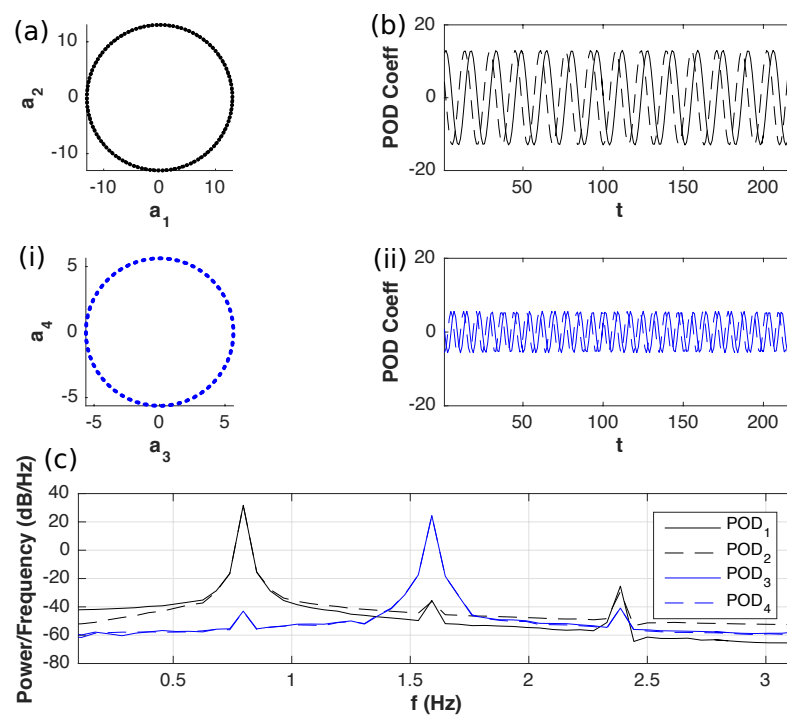 (a)
10
0
-10
a2
-10
0
10
a1
(b)
20
0
-20
POD Coeff
50
100
150
200
t
(i)
5
0
-5
a4
-5
0
5
a3
(ii)
20
0
-20
POD Coeff
50
100
150
200
t
(c)
40
20
0
-20
-40
-60
-80
Power/Frequency (dB/Hz)
POD1
POD2
POD3
POD4
0.5
1
1.5
2
2.5
3
f (Hz)